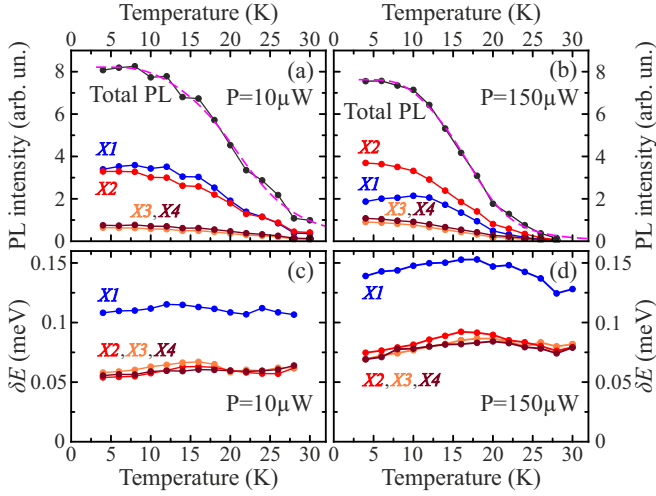 Temperature (K) Temperature (K)
0 5 10 15 20 25 30 0 5 10 15 20 25 30
PL intensity (arb. un.)
8
6
4
2
0
(a)
Total PL
P=10μW
X1
X2
X3,X4
(b)
Total PL
P=150μW
X2
X1
X3,X4
PL intensity (arb. un.)
8
6
4
2
0
δE (meV)
0.15
0.1
0.05
0
(c)
X1
X2,X3,X4
P=10μW
(d)
X1
X2,X3,X4
P=150μW
0.15
0.1
0.05
0
δE (meV)
0 5 10 15 20 25 30 0 5 10 15 20 25 30
Temperature (K) Temperature (K)